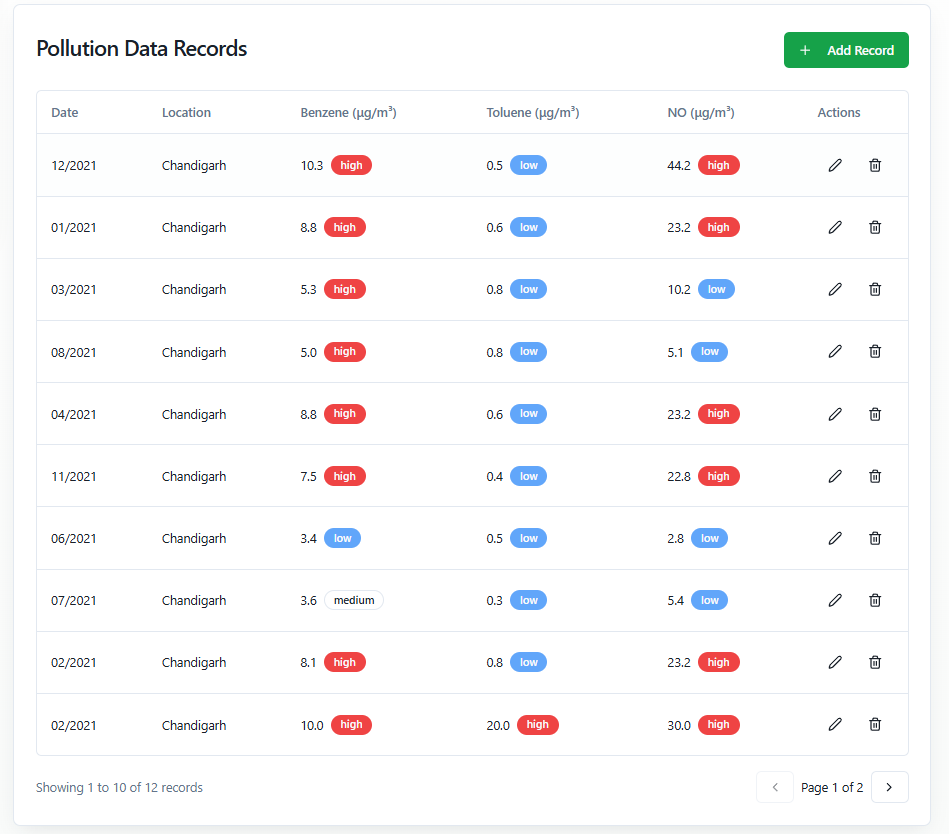 Pollution Data Records
+ Add Record
Date Location Benzene (µg/m³) Toluene (µg/m³) NO (µg/m³) Actions
12/2021 Chandigarh 10.3 high 0.5 low 44.2 high
01/2021 Chandigarh 8.8 high 0.6 low 23.2 high
03/2021 Chandigarh 5.3 high 0.8 low 10.2 low
08/2021 Chandigarh 5.0 high 0.8 low 5.1 low
04/2021 Chandigarh 8.8 high 0.6 low 23.2 high
11/2021 Chandigarh 7.5 high 0.4 low 22.8 high
06/2021 Chandigarh 3.4 low 0.5 low 2.8 low
07/2021 Chandigarh 3.6 medium 0.3 low 5.4 low
02/2021 Chandigarh 8.1 high 0.8 low 23.2 high
02/2021 Chandigarh 10.0 high 20.0 high 30.0 high
Showing 1 to 10 of 12 records
Page 1 of 2